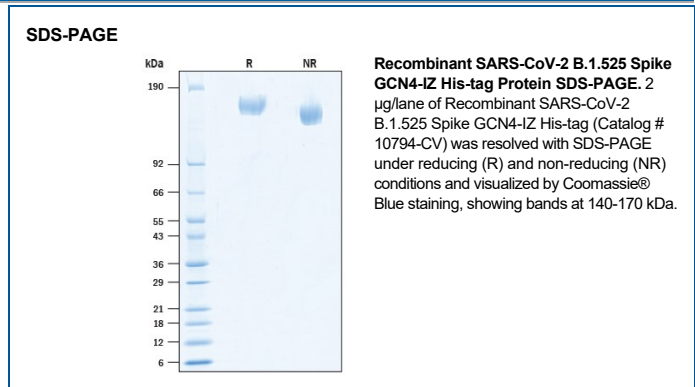 SDS-PAGE
kDa R NR
190
92
66
55
43
36
29
21
18
12
6
Recombinant SARS-CoV-2 B.1.525 Spike
GCN4-IZ His-tag Protein SDS-PAGE. 2
µg/lane of Recombinant SARS-CoV-2
B.1.525 Spike GCN4-IZ His-tag (Catalog #
10794-CV) was resolved with SDS-PAGE
under reducing (R) and non-reducing (NR)
conditions and visualized by Coomassie®
Blue staining, showing bands at 140-170 kDa.